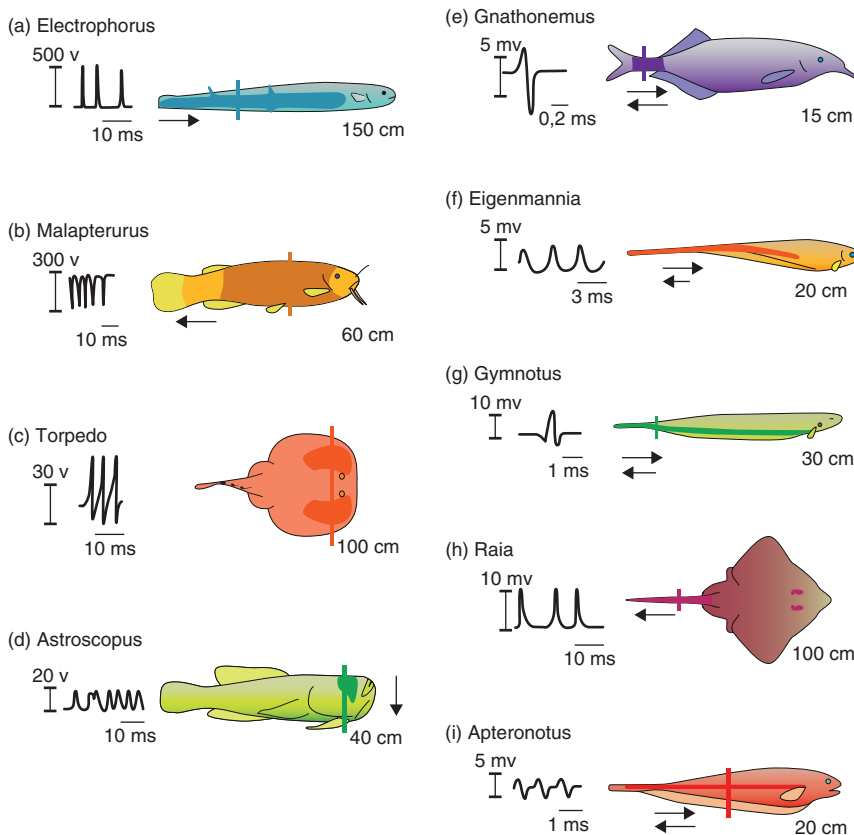 (a) Electrophorus
500 v
10 ms
150 cm
(b) Malapterurus
300 v
10 ms
60 cm
(c) Torpedo
30 v
10 ms
100 cm
(d) Astroscopus
20 v
10 ms
40 cm
(e) Gnathonemus
5 mv
0,2 ms
15 cm
(f) Eigenmannia
5 mv
3 ms
20 cm
(g) Gymnotus
10 mv
1 ms
30 cm
(h) Raia
10 mv
10 ms
100 cm
(i) Apteronotus
5 mv
1 ms
20 cm